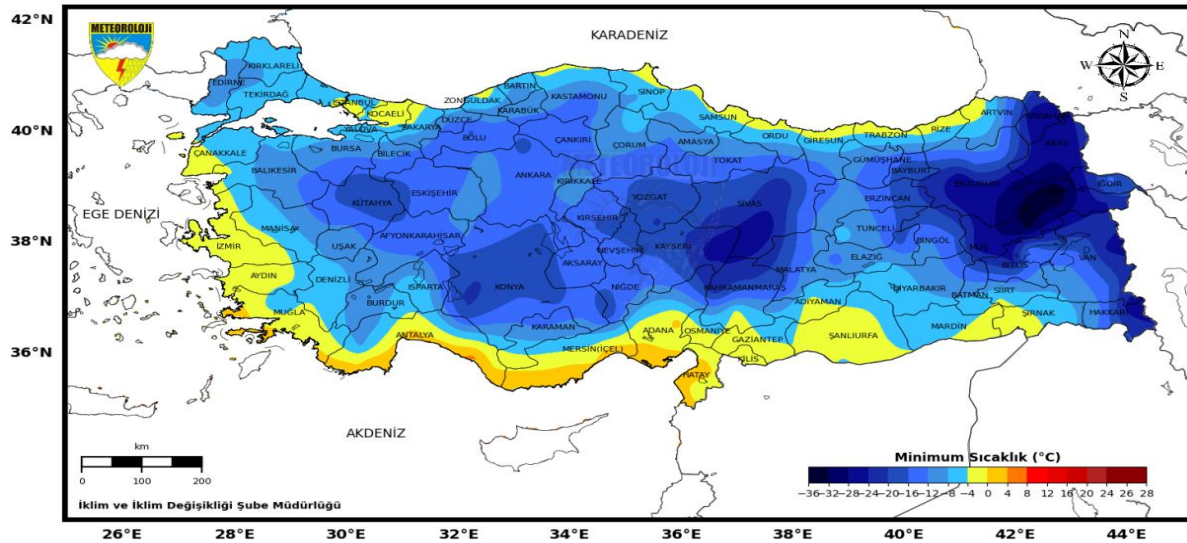 42°N
40°N
38°N
36°N
METEOROLOJİ
KARADENİZ
N
W E
S
EGE DENİZİ
AKDENİZ
KIRKLARELİ
EDİRNE
TEKİRDAĞ
İSTANBUL
KOCAELİ
YALOVA
SAKARYA
DÜZCE
ZONGULDAK
BARTIN
KARABÜK
KASTAMONU
SİNOP
SAMSUN
ORDU
GİRESUN
TRABZON
RİZE
ARTVİN
ARDAHAN
KARS
ÇANAKKALE
BALIKESİR
BURSA
BİLECİK
BOLU
ÇANKIRI
ÇORUM
AMASYA
TOKAT
GÜMÜŞHANE
BAYBURT
ERZURUM
IĞDIR
KÜTAHYA
ESKİŞEHİR
ANKARA
KIRIKKALE
YOZGAT
SİVAS
ERZİNCAN
TUNCELİ
BİNGÖL
MUŞ
MANİSA
UŞAK
AFYONKARAHİSAR
KIRŞEHİR
NEVŞEHİR
KAYSERİ
MALATYA
ELAZIĞ
BİTLİS
VAN
İZMİR
AYDIN
DENİZLİ
ISPARTA
BURDUR
KONYA
AKSARAY
NİĞDE
KAHRAMANMARAŞ
ADIYAMAN
DİYARBAKIR
BATMAN
SİİRT
ŞIRNAK
HAKKARİ
MUĞLA
ANTALYA
KARAMAN
MERSİN(İÇEL)
ADANA
OSMANİYE
GAZİANTEP
KİLİS
ŞANLIURFA
MARDİN
HATAY
METEOROLOJİ
km
0 100 200
İklim ve İklim Değişikliği Şube Müdürlüğü
Minimum Sıcaklık (°C)
−36−32−28−24−20−16−12−8 −4 0 4 8 12 16 20 24 28
26°E 28°E 30°E 32°E 34°E 36°E 38°E 40°E 42°E 44°E